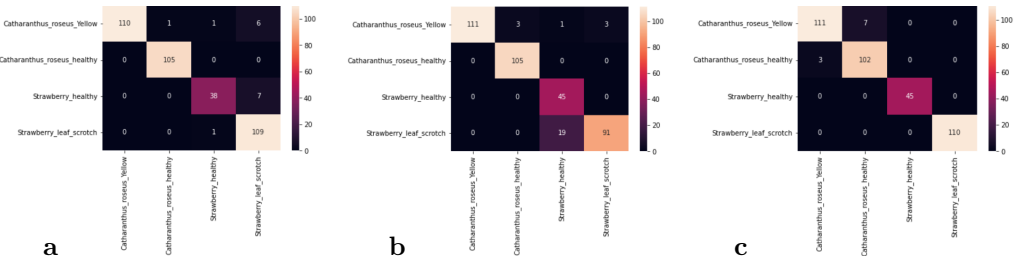 Catharanthus_roseus_Yellow 110 1 1 6
Catharanthus_roseus_healthy 0 105 0 0
Strawberry_healthy 0 0 38 7
Strawberry_leaf_scrotch 0 0 1 109
Catharanthus_roseus_Yellow
Catharanthus_roseus_healthy
Strawberry_healthy
Strawberry_leaf_scrotch
100
80
60
40
20
0
a
Catharanthus_roseus_Yellow 111 3 1 3
Catharanthus_roseus_healthy 0 105 0 0
Strawberry_healthy 0 0 45 0
Strawberry_leaf_scrotch 0 0 19 91
Catharanthus_roseus_Yellow
Catharanthus_roseus_healthy
Strawberry_healthy
Strawberry_leaf_scrotch
100
80
60
40
20
0
b
Catharanthus_roseus_Yellow 111 7 0 0
Catharanthus_roseus_healthy 3 102 0 0
Strawberry_healthy 0 0 45 0
Strawberry_leaf_scrotch 0 0 0 110
Catharanthus_roseus_Yellow
Catharanthus_roseus_healthy
Strawberry_healthy
Strawberry_leaf_scrotch
100
80
60
40
20
0
c